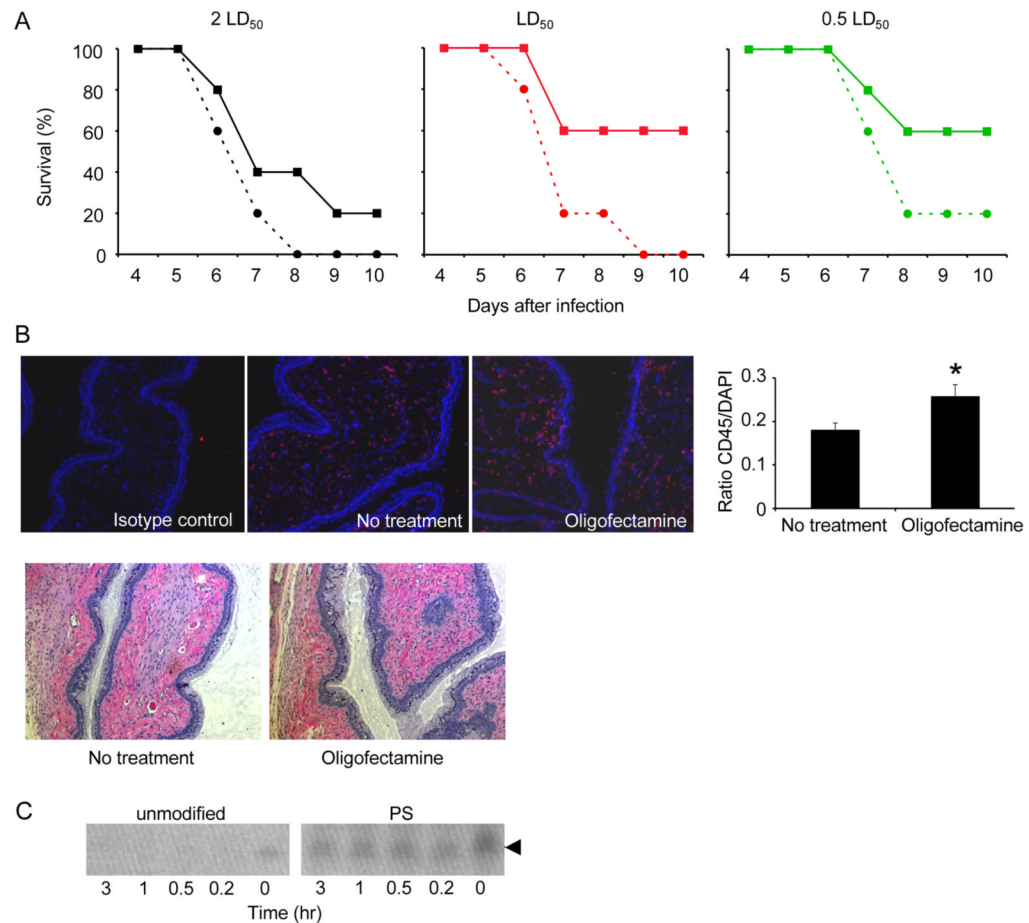 A
2 LD50
LD50
0.5 LD50
Survival (%)
100
80
60
40
20
0
4 5 6 7 8 9 10
4 5 6 7 8 9 10
4 5 6 7 8 9 10
Days after infection
B
Isotype control
No treatment
Oligofectamine
Ratio CD45/DAPI
0.3
0.2
0.1
0
*
No treatment
Oligofectamine
No treatment
Oligofectamine
C
unmodified
PS
3 1 0.5 0.2 0
3 1 0.5 0.2 0
Time (hr)